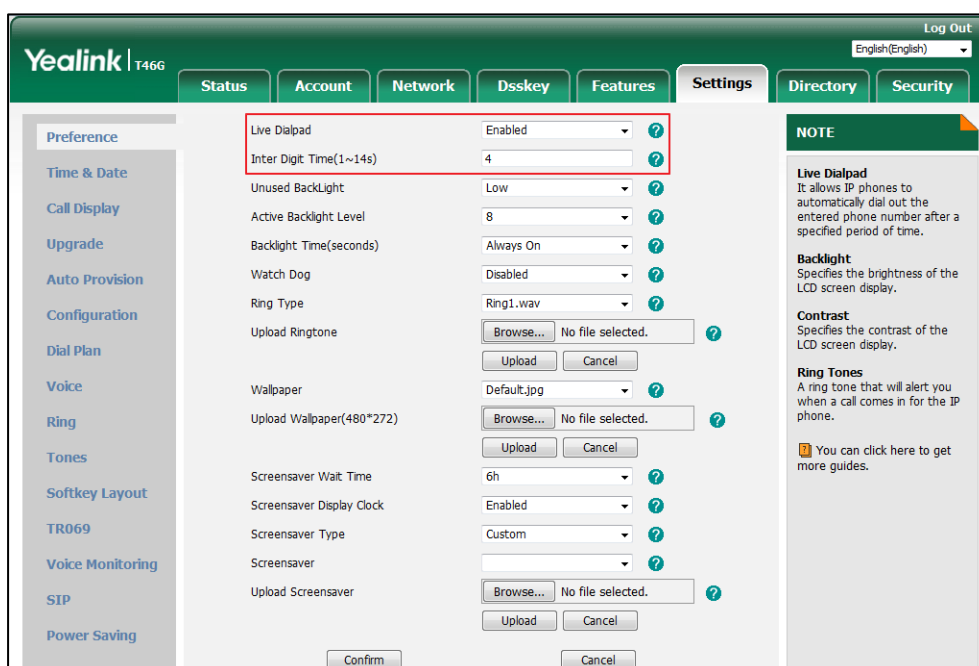 Log Out
Yealink T46G
English(English)
Status Account Network Dsskey Features Settings Directory Security
Preference
Time & Date
Call Display
Upgrade
Auto Provision
Configuration
Dial Plan
Voice
Ring
Tones
Softkey Layout
TR069
Voice Monitoring
SIP
Power Saving
Live Dialpad Enabled ?
Inter Digit Time(1~14s) 4 ?
Unused BackLight Low ?
Active Backlight Level 8 ?
Backlight Time(seconds) Always On ?
Watch Dog Disabled ?
Ring Type Ring1.wav ?
Upload Ringtone Browse... No file selected. ?
Upload Cancel
Wallpaper Default.jpg ?
Upload Wallpaper(480*272) Browse... No file selected. ?
Upload Cancel
Screensaver Wait Time 6h ?
Screensaver Display Clock Enabled ?
Screensaver Type Custom ?
Screensaver ?
Upload Screensaver Browse... No file selected. ?
Upload Cancel
Confirm Cancel
NOTE
Live Dialpad
It allows IP phones to
automatically dial out the
entered phone number after a
specified period of time.
Backlight
Specifies the brightness of the
LCD screen display.
Contrast
Specifies the contrast of the
LCD screen display.
Ring Tones
A ring tone that will alert you
when a call comes in for the IP
phone.
? You can click here to get
more guides.